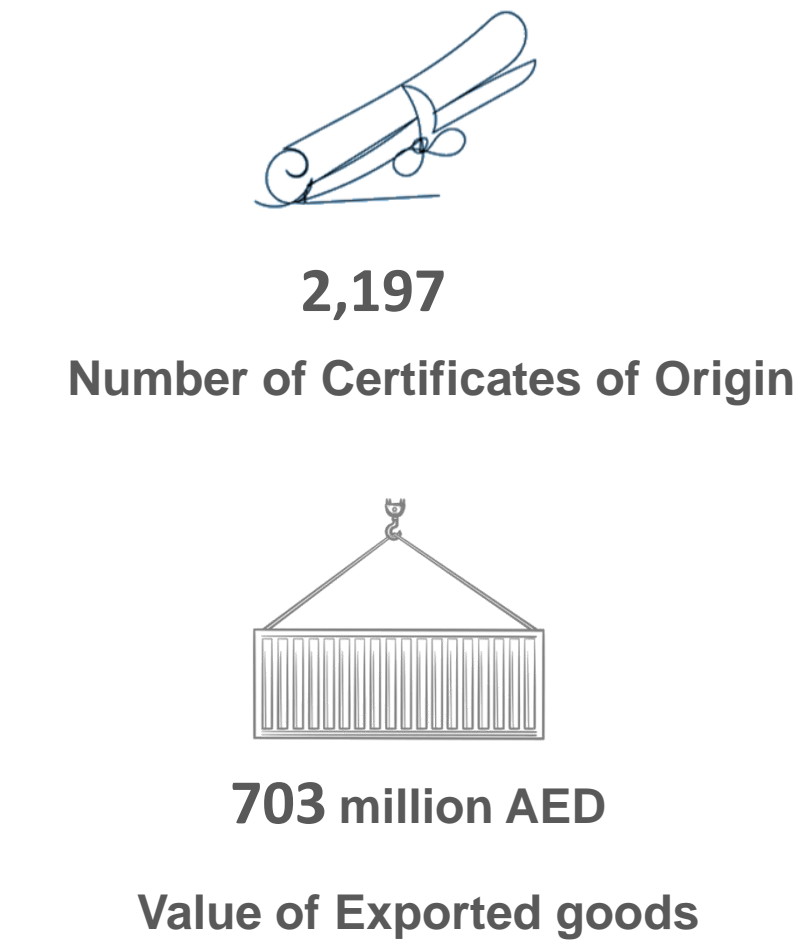 2,197
Number of Certificates of Origin
703 million AED
Value of Exported goods